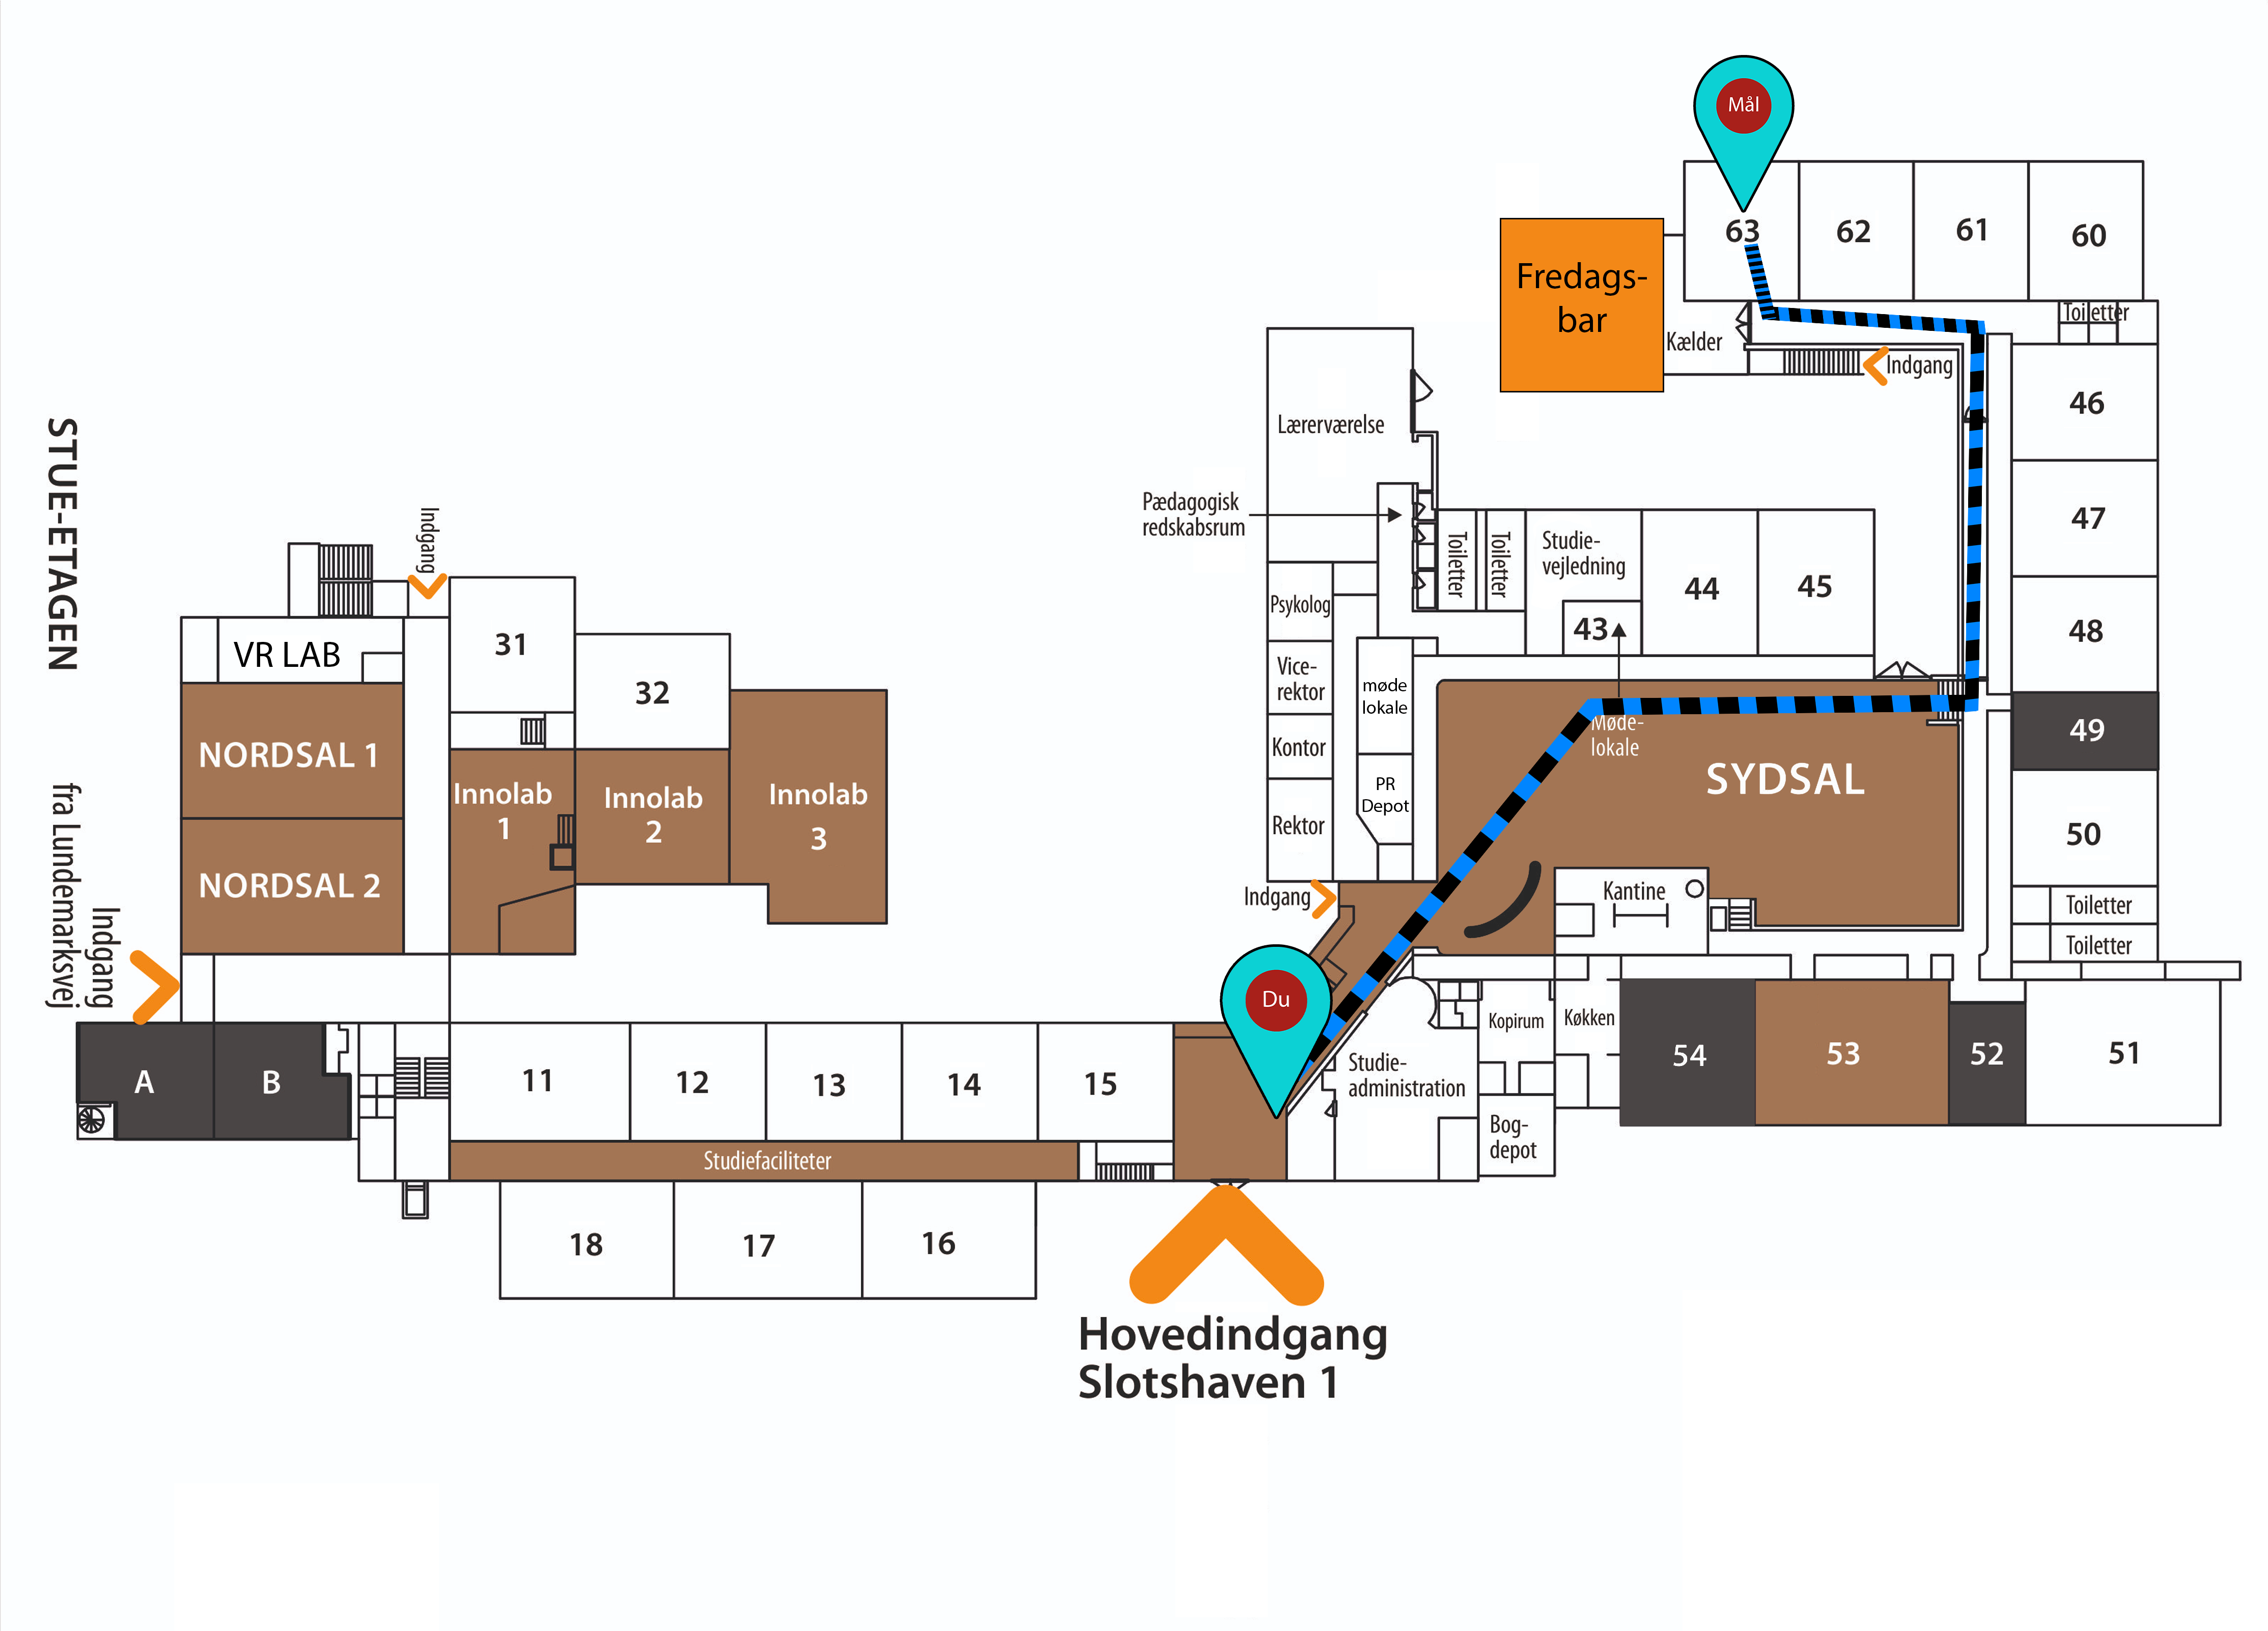 Mål
63
62
61
60
Fredags-
bar
Toiletter
Kælder
Indgang
46
Lærerværelse
47
Pædagogisk
redskabsrum
Toiletter
Toiletter
Studie-
vejledning
44
45
43
48
Psykolog
Vice-
rektor
møde
lokale
Møde-
lokale
49
Kontor
SYDSAL
PR
Depot
Rektor
50
Kantine
Indgang
Toiletter
Toiletter
STUE-ETAGEN
Indgang
VR LAB
31
32
NORDSAL 1
Innolab
1
Innolab
2
Innolab
3
NORDSAL 2
Indgang
fra Lundemarksvej
Du
Kopirum
Køkken
54
53
52
51
A
B
11
12
13
14
15
Studie-
administration
Bog-
depot
Studiefaciliteter
18
17
16
Hovedindgang
Slotshaven 1